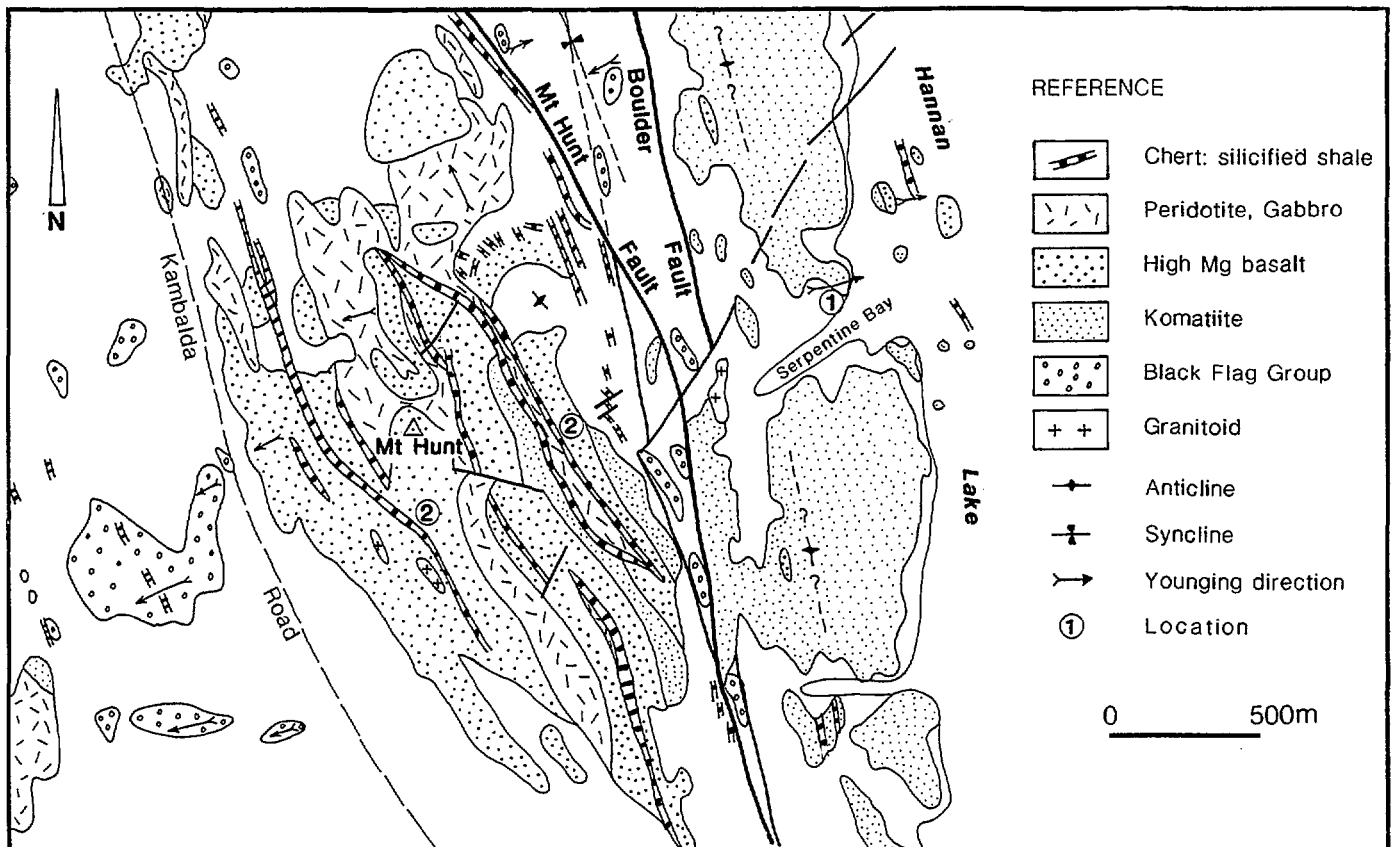 Mt Hunt
Fault
Boulder
Fault
Hannan
Lake
N
Kambalda
Road
Mt Hunt
Serpentine Bay
1
2
2
?
?
?
?
REFERENCE
Chert: silicified shale
Peridotite, Gabbro
High Mg basalt
Komatiite
Black Flag Group
Granitoid
Anticline
Syncline
Younging direction
1 Location
0 500m